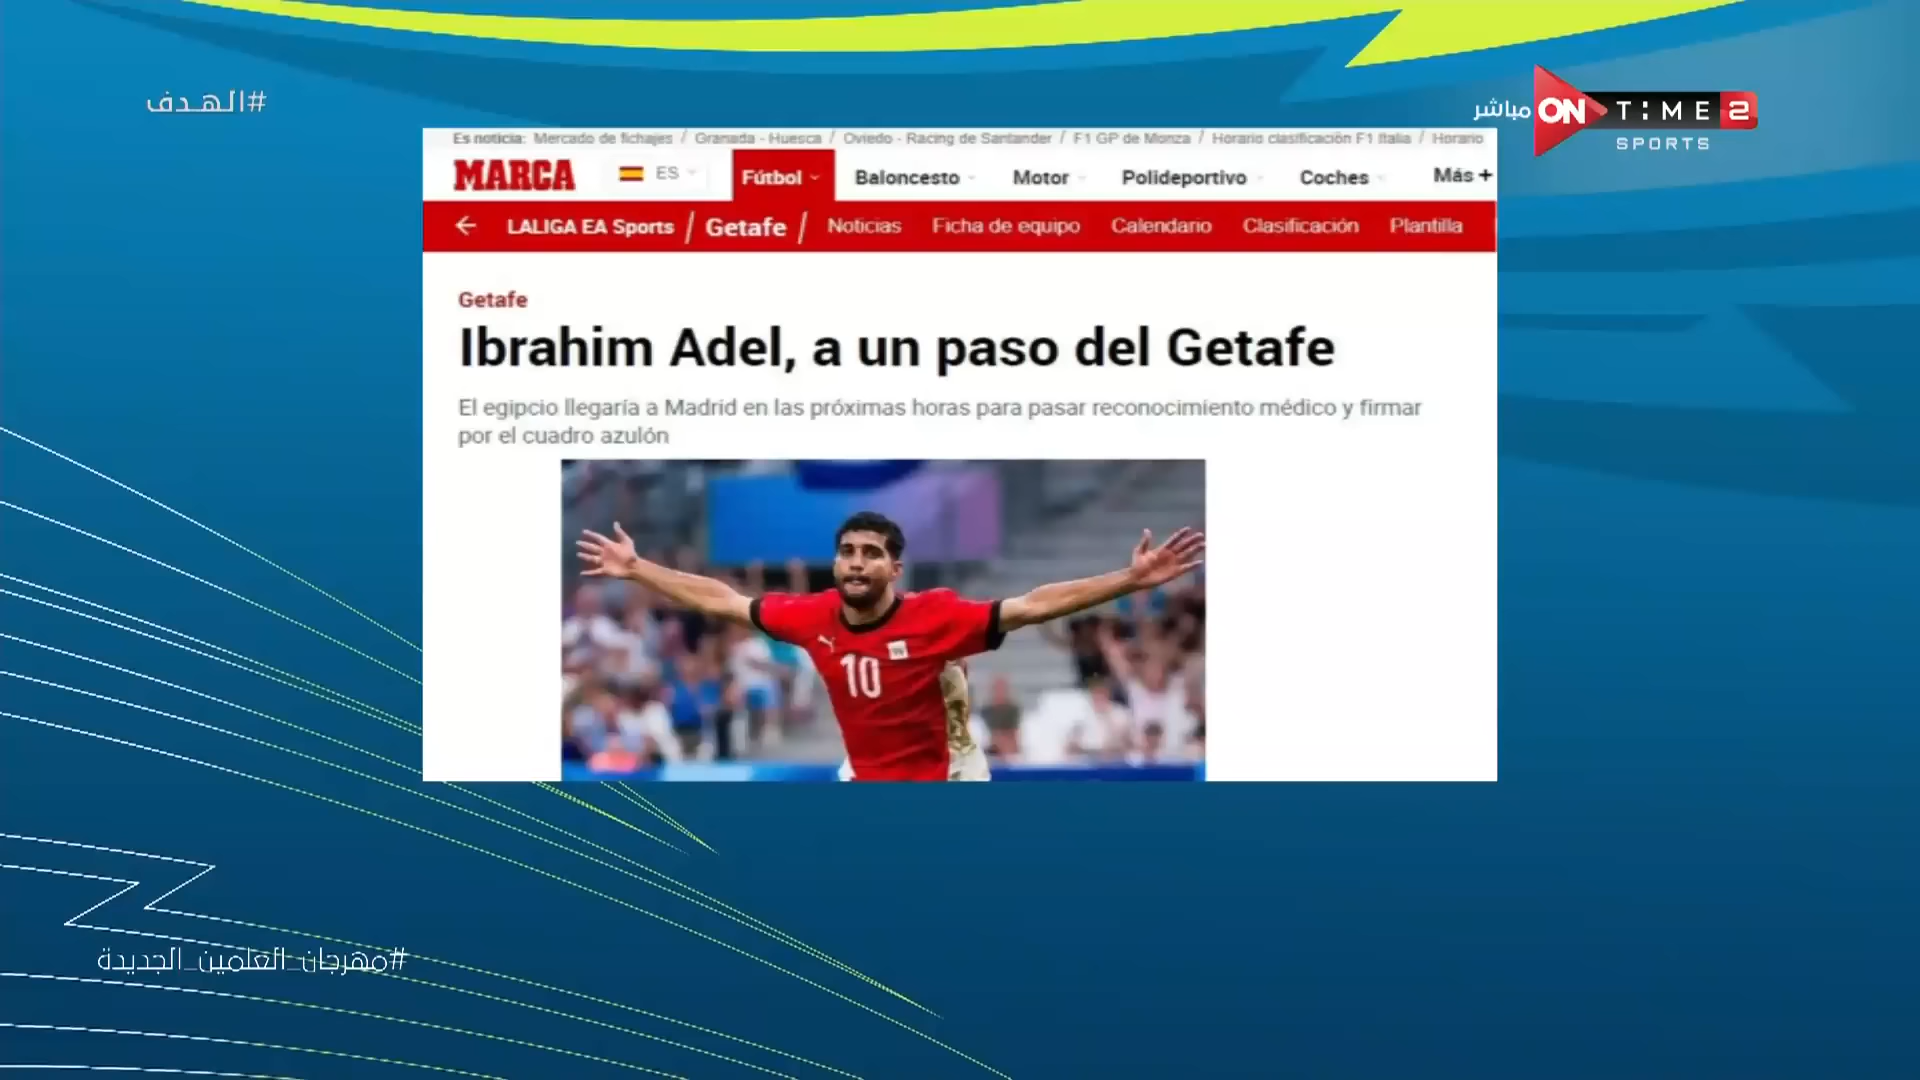 #الهدف
مباشر ON TIME 2
SPORTS
Es noticia: Mercado de fichajes / Granada - Huesca / Oviedo - Racing de Santander / F1 GP de Monza / Horario clasificación F1 Italia / Horario
MARCA ES Fútbol Baloncesto Motor Polideportivo Coches Más +
← LALIGA EA Sports / Getafe / Noticias Ficha de equipo Calendario Clasificación Plantilla
Getafe
Ibrahim Adel, a un paso del Getafe
El egipcio llegaría a Madrid en las próximas horas para pasar reconocimiento médico y firmar
por el cuadro azulón
10
#مهرجان_العلمين_الجديدة